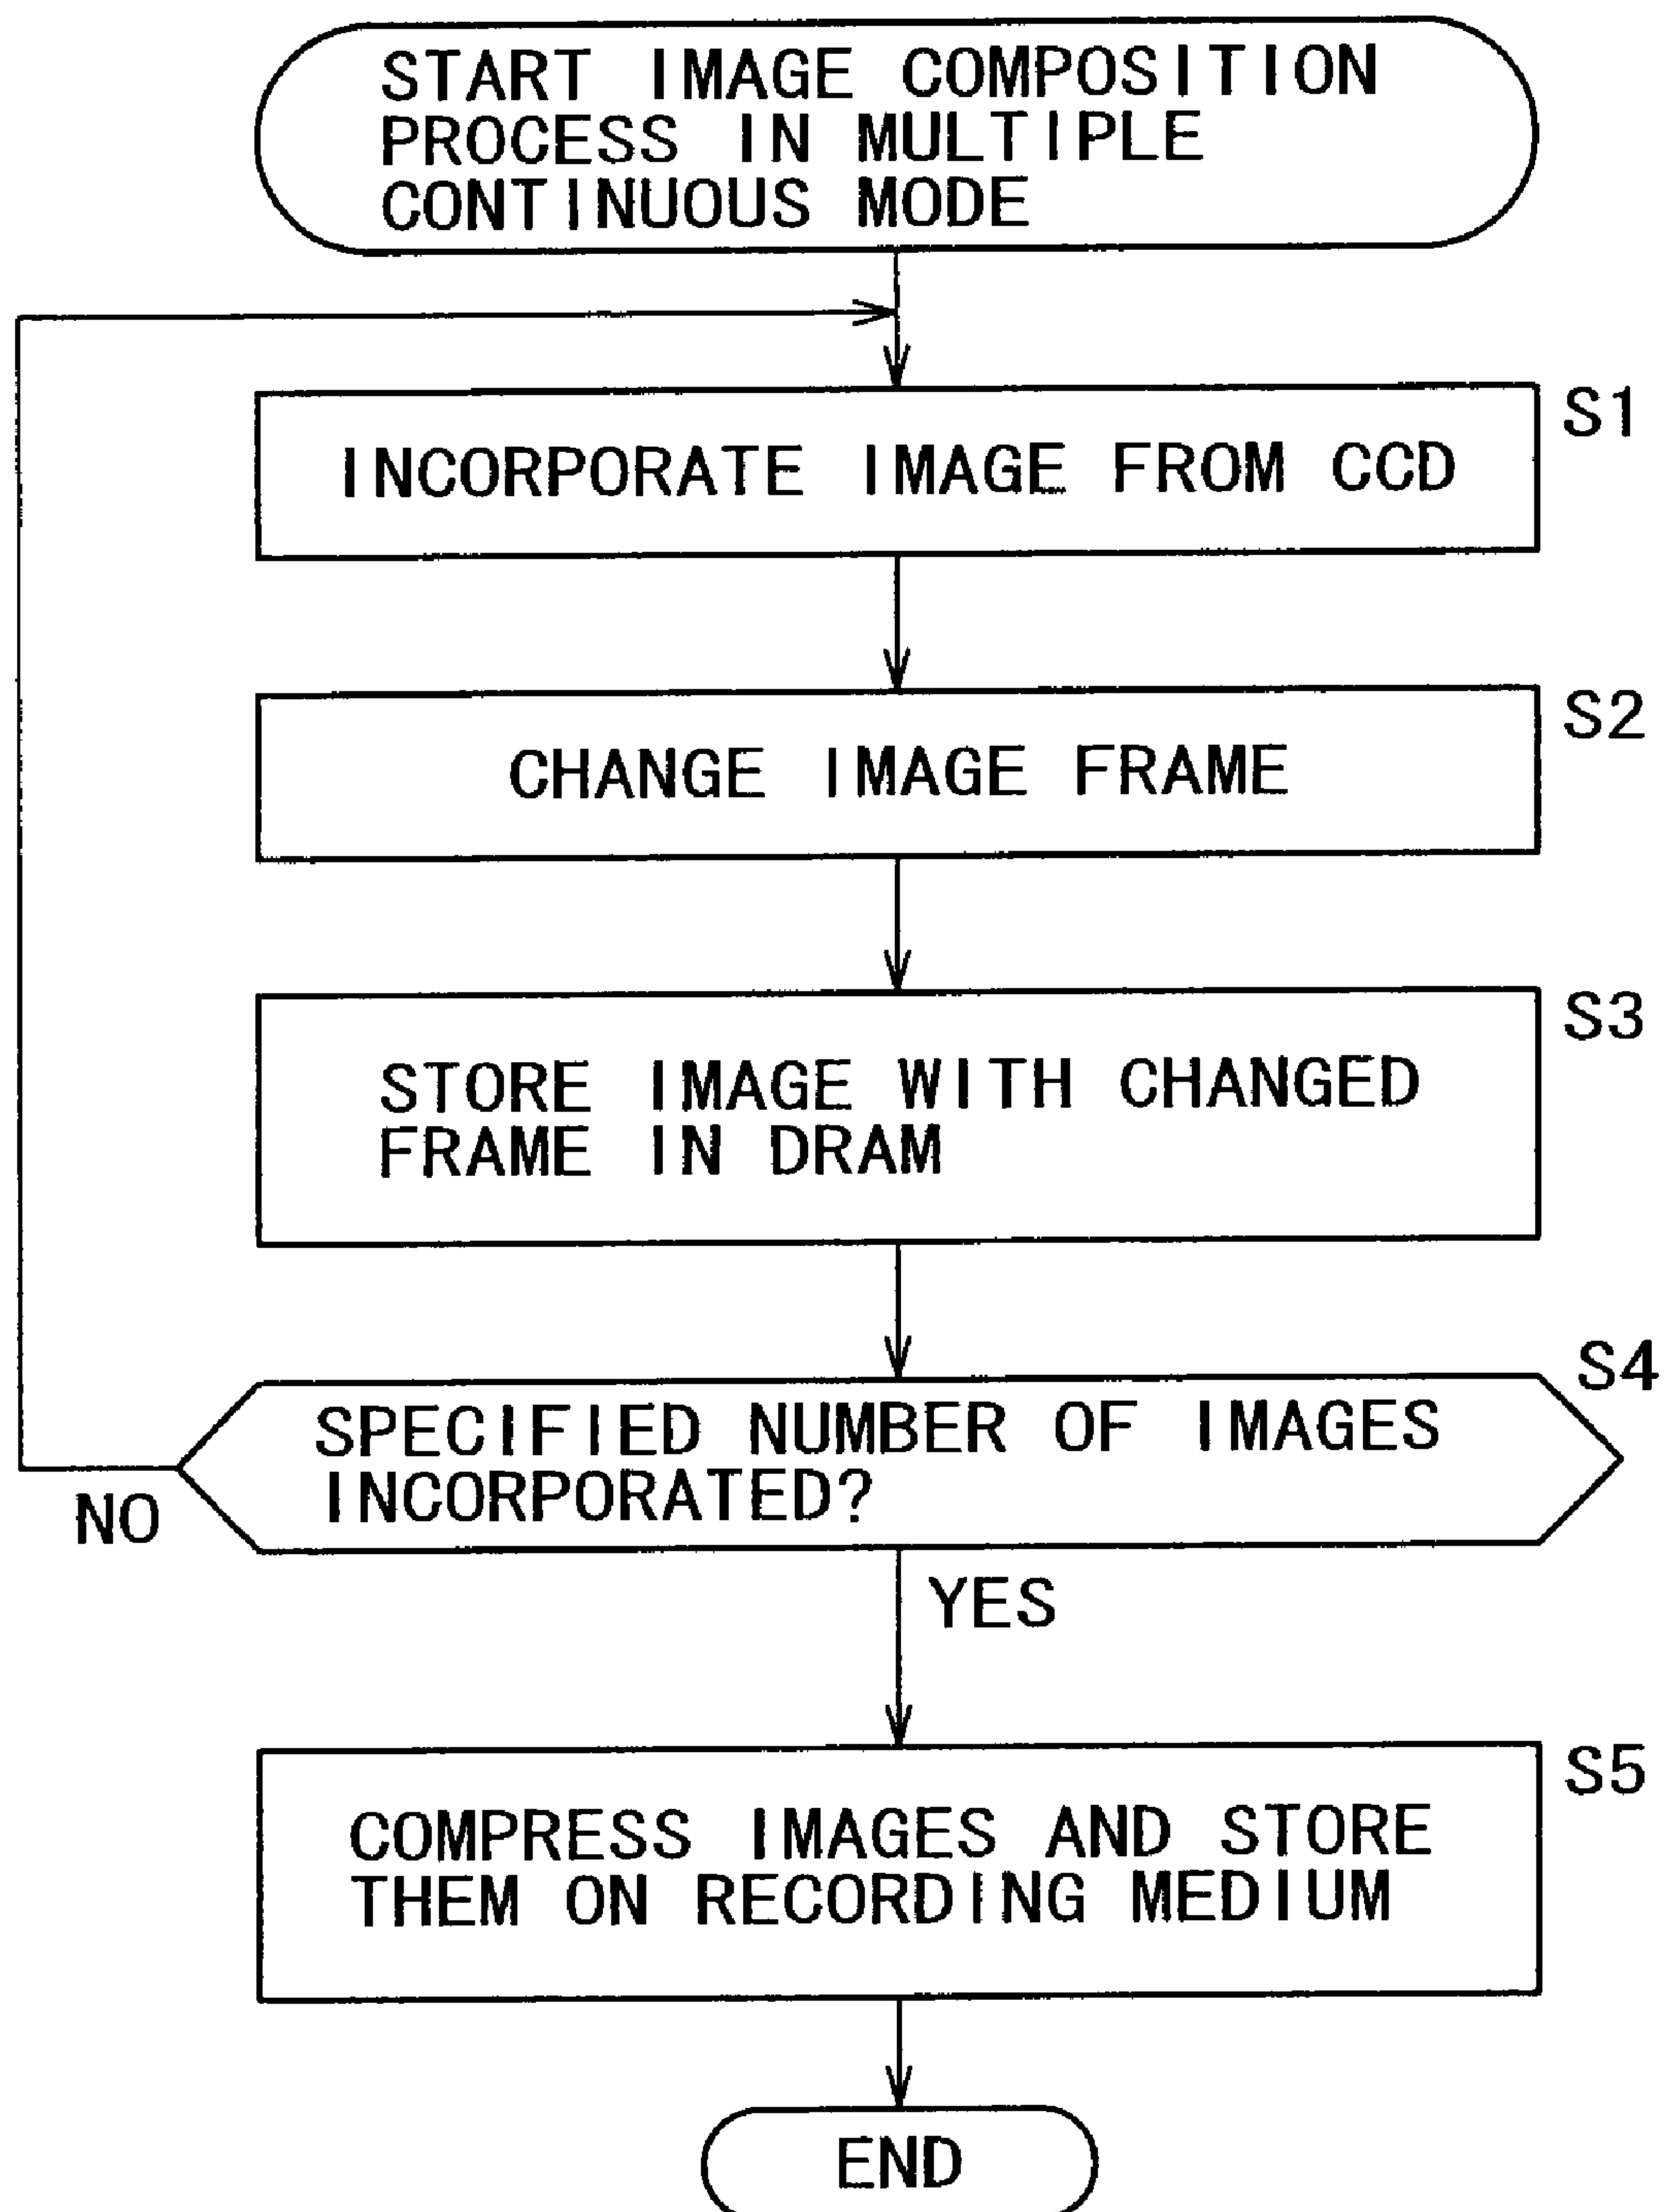 START IMAGE COMPOSITION
PROCESS IN MULTIPLE
CONTINUOUS MODE
S1
INCORPORATE IMAGE FROM CCD
S2
CHANGE IMAGE FRAME
S3
STORE IMAGE WITH CHANGED
FRAME IN DRAM
S4
SPECIFIED NUMBER OF IMAGES
INCORPORATED?
NO
YES
S5
COMPRESS IMAGES AND STORE
THEM ON RECORDING MEDIUM
END